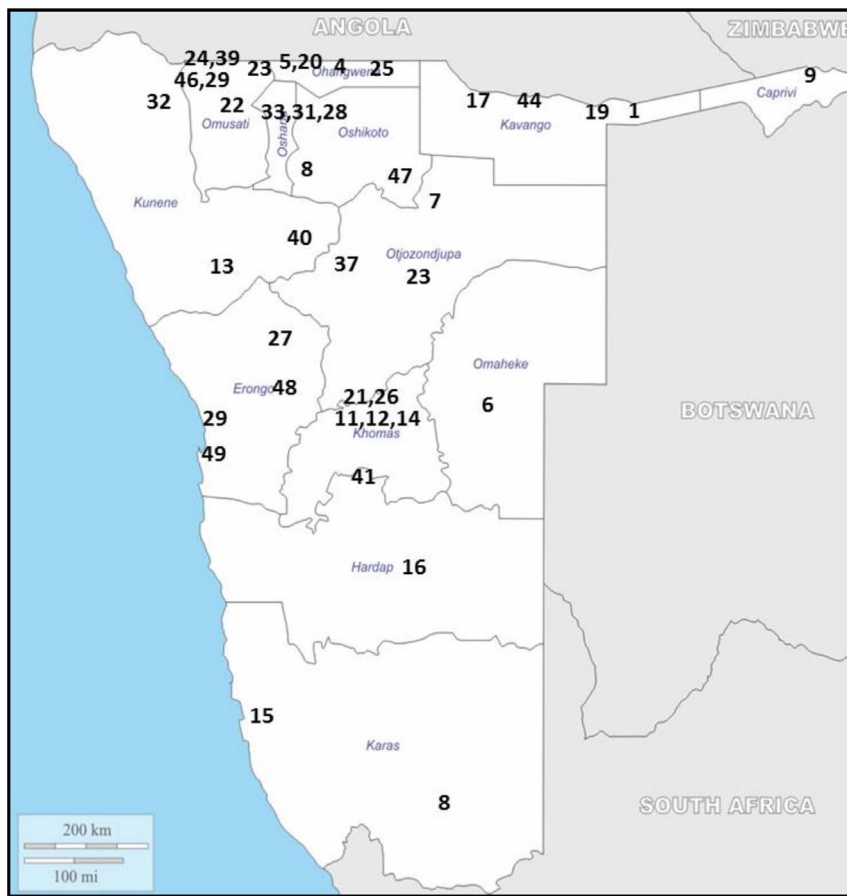 ANGOLA
ZIMBABWE
24,39
5,20
4
23
Ohangwena
25
9
46,29
Caprivi
32
22
17
44
19
1
33,31,28
Omusati
Oshana
Oshikoto
Kavango
8
47
Kunene
7
40
Otjozondjupa
13
37
23
27
Omaheke
Erongo
48
21,26
6
BOTSWANA
29
11,12,14
Khomas
49
41
Hardap
16
15
Karas
8
SOUTH AFRICA
200 km
100 mi